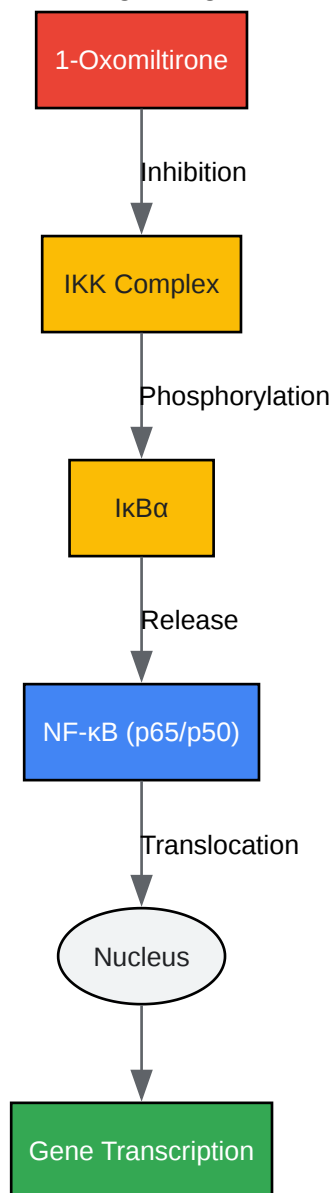 1-Oxomiltirone
Inhibition
IKK Complex
Phosphorylation
IκBα
Release
NF-κB (p65/p50)
Translocation
Nucleus
Gene Transcription